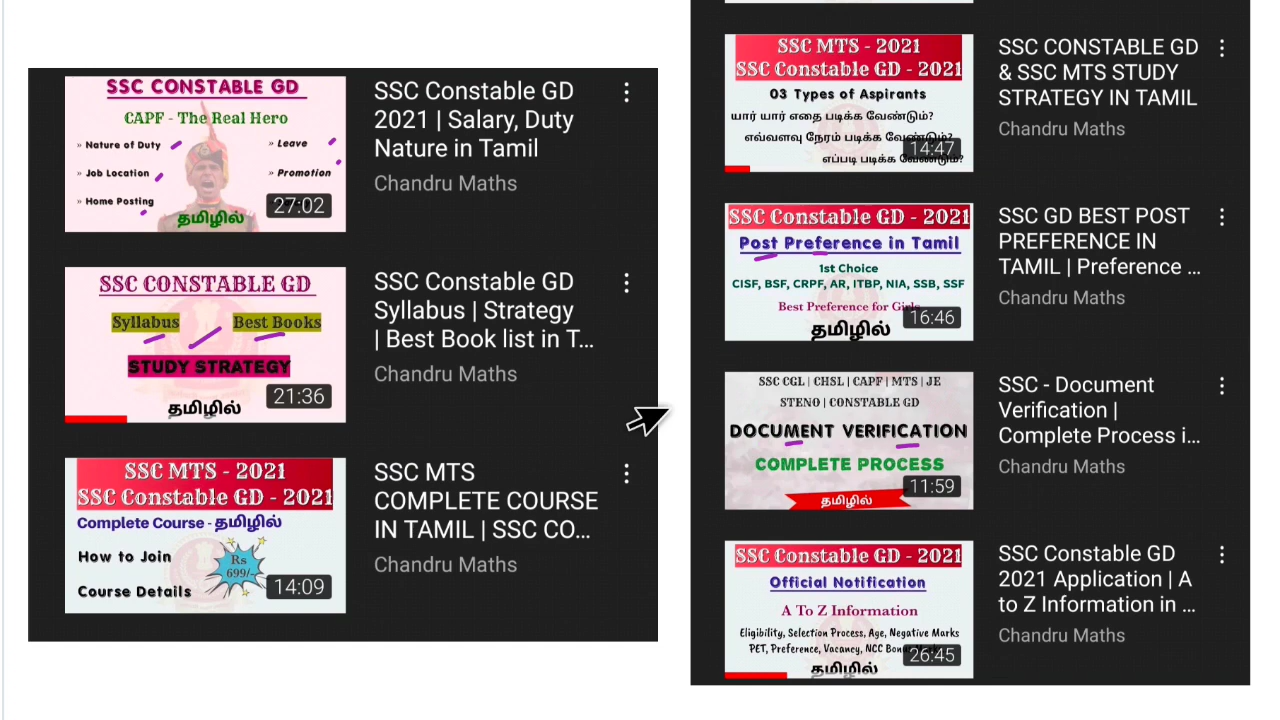 SSC CONSTABLE GD
CAPF - The Real Hero
» Nature of Duty
» Leave
» Job Location
» Promotion
» Home Posting
27:02
தமிழில்
SSC Constable GD
2021 | Salary, Duty
Nature in Tamil
Chandru Maths
SSC CONSTABLE GD
Syllabus
Best Books
STUDY STRATEGY
21:36
தமிழில்
SSC Constable GD
Syllabus | Strategy
| Best Book list in T...
Chandru Maths
SSC MTS - 2021
SSC Constable GD - 2021
Complete Course - தமிழில்
How to Join
Rs
699/-
Course Details
14:09
SSC MTS
COMPLETE COURSE
IN TAMIL | SSC CO...
Chandru Maths
SSC MTS - 2021
SSC Constable GD - 2021
03 Types of Aspirants
யார் யார் எதை படிக்க வேண்டும்?
எவ்வளவு நேரம் படிக்க வேண்டும்?
14:47
எப்படி படிக்க வேண்டும்?
SSC CONSTABLE GD
& SSC MTS STUDY
STRATEGY IN TAMIL
Chandru Maths
SSC Constable GD - 2021
Post Preference in Tamil
1st Choice
CISF, BSF, CRPF, AR, ITBP, NIA, SSB, SSF
Best Preference for Girls
16:46
தமிழில்
SSC GD BEST POST
PREFERENCE IN
TAMIL | Preference ...
Chandru Maths
SSC CGL | CHSL | CAPF | MTS | JE
STENO | CONSTABLE GD
DOCUMENT VERIFICATION
COMPLETE PROCESS
11:59
தமிழில்
SSC - Document
Verification |
Complete Process i...
Chandru Maths
SSC Constable GD - 2021
Official Notification
A To Z Information
Eligibility, Selection Process, Age, Negative Marks
PET, Preference, Vacancy, NCC Bonus
26:45
தமிழில்
SSC Constable GD
2021 Application | A
to Z Information in ...
Chandru Maths